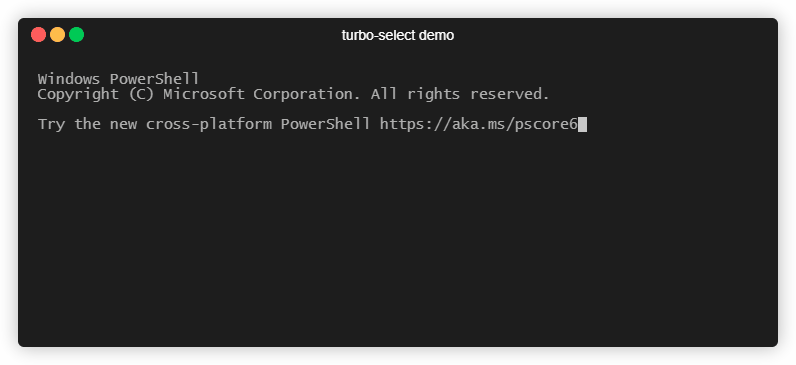 turbo-select demo
Windows PowerShell
Copyright (C) Microsoft Corporation. All rights reserved.
Try the new cross-platform PowerShell https://aka.ms/pscore6